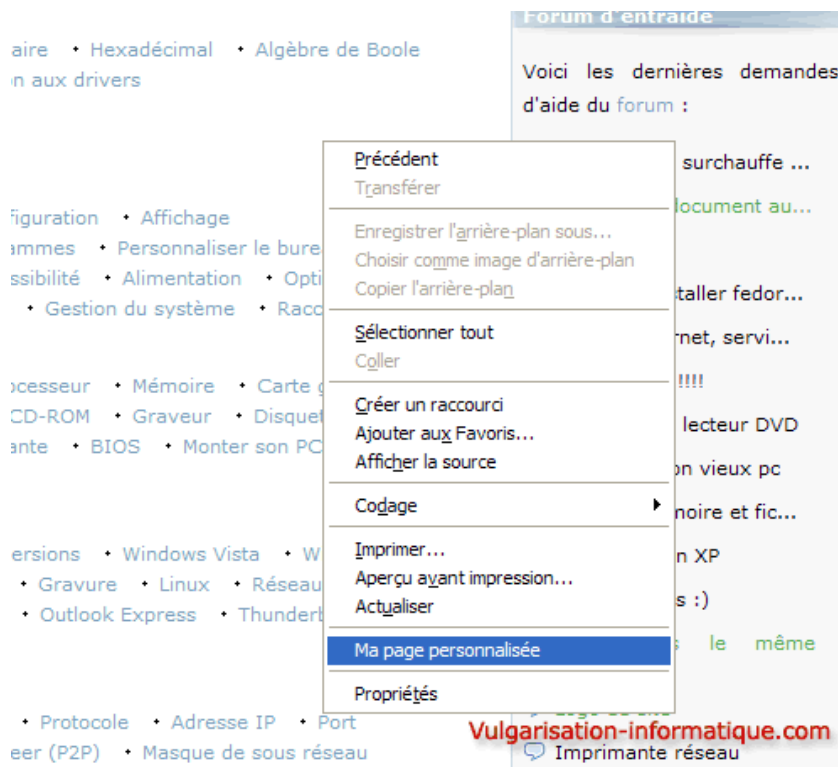 Forum d'entraide
aire • Hexadécimal • Algèbre de Boole
n aux drivers
Voici les dernières demandes
d'aide du forum :
surchauffe ...
document au...
figuration • Affichage
ammes • Personnaliser le bure
ssibilité • Alimentation • Opti
• Gestion du système • Racc
taller fedor...
rnet, servi...
!!!!
ocesseur • Mémoire • Carte g
CD-ROM • Graveur • Disquet
ante • BIOS • Monter son PC
lecteur DVD
on vieux pc
moire et fic...
ersions • Windows Vista • W
• Gravure • Linux • Réseau
• Outlook Express • Thunderb
n XP
s :)
s le même
• Protocole • Adresse IP • Port
eer (P2P) • Masque de sous réseau
Imprimante réseau
Précédent
Transférer
Enregistrer l'arrière-plan sous...
Choisir comme image d'arrière-plan
Copier l'arrière-plan
Sélectionner tout
Coller
Créer un raccourci
Ajouter aux Favoris...
Afficher la source
Codage
Imprimer...
Aperçu avant impression...
Actualiser
Ma page personnalisée
Propriétés
Vulgarisation-informatique.com